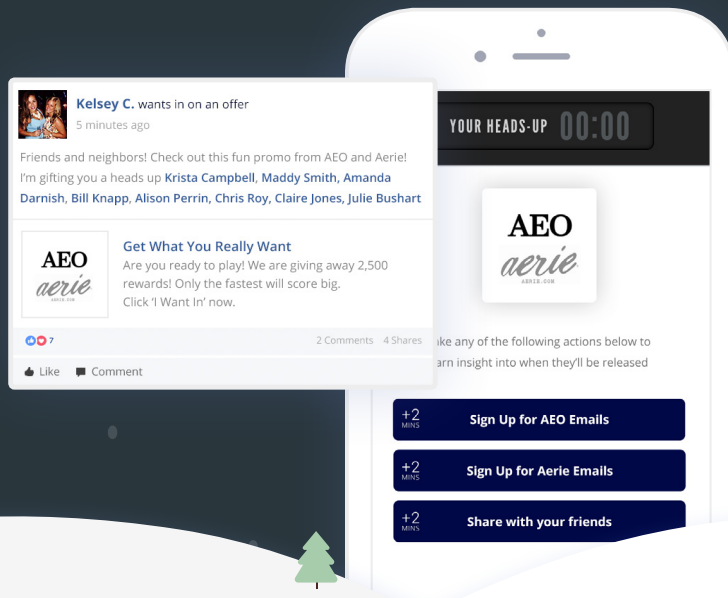 Kelsey C. wants in on an offer
5 minutes ago
Friends and neighbors! Check out this fun promo from AEO and Aerie!
I'm gifting you a heads up Krista Campbell, Maddy Smith, Amanda
Darnish, Bill Knapp, Alison Perrin, Chris Roy, Claire Jones, Julie Bushart
AEO
aerie
AERIE.COM
Get What You Really Want
Are you ready to play! We are giving away 2,500
rewards! Only the fastest will score big.
Click 'I Want In' now.
7
2 Comments 4 Shares
Like Comment
YOUR HEADS-UP 00:00
AEO
aerie
AERIE.COM
ke any of the following actions below to
arn insight into when they'll be released
+2 MINS Sign Up for AEO Emails
+2 MINS Sign Up for Aerie Emails
+2 MINS Share with your friends